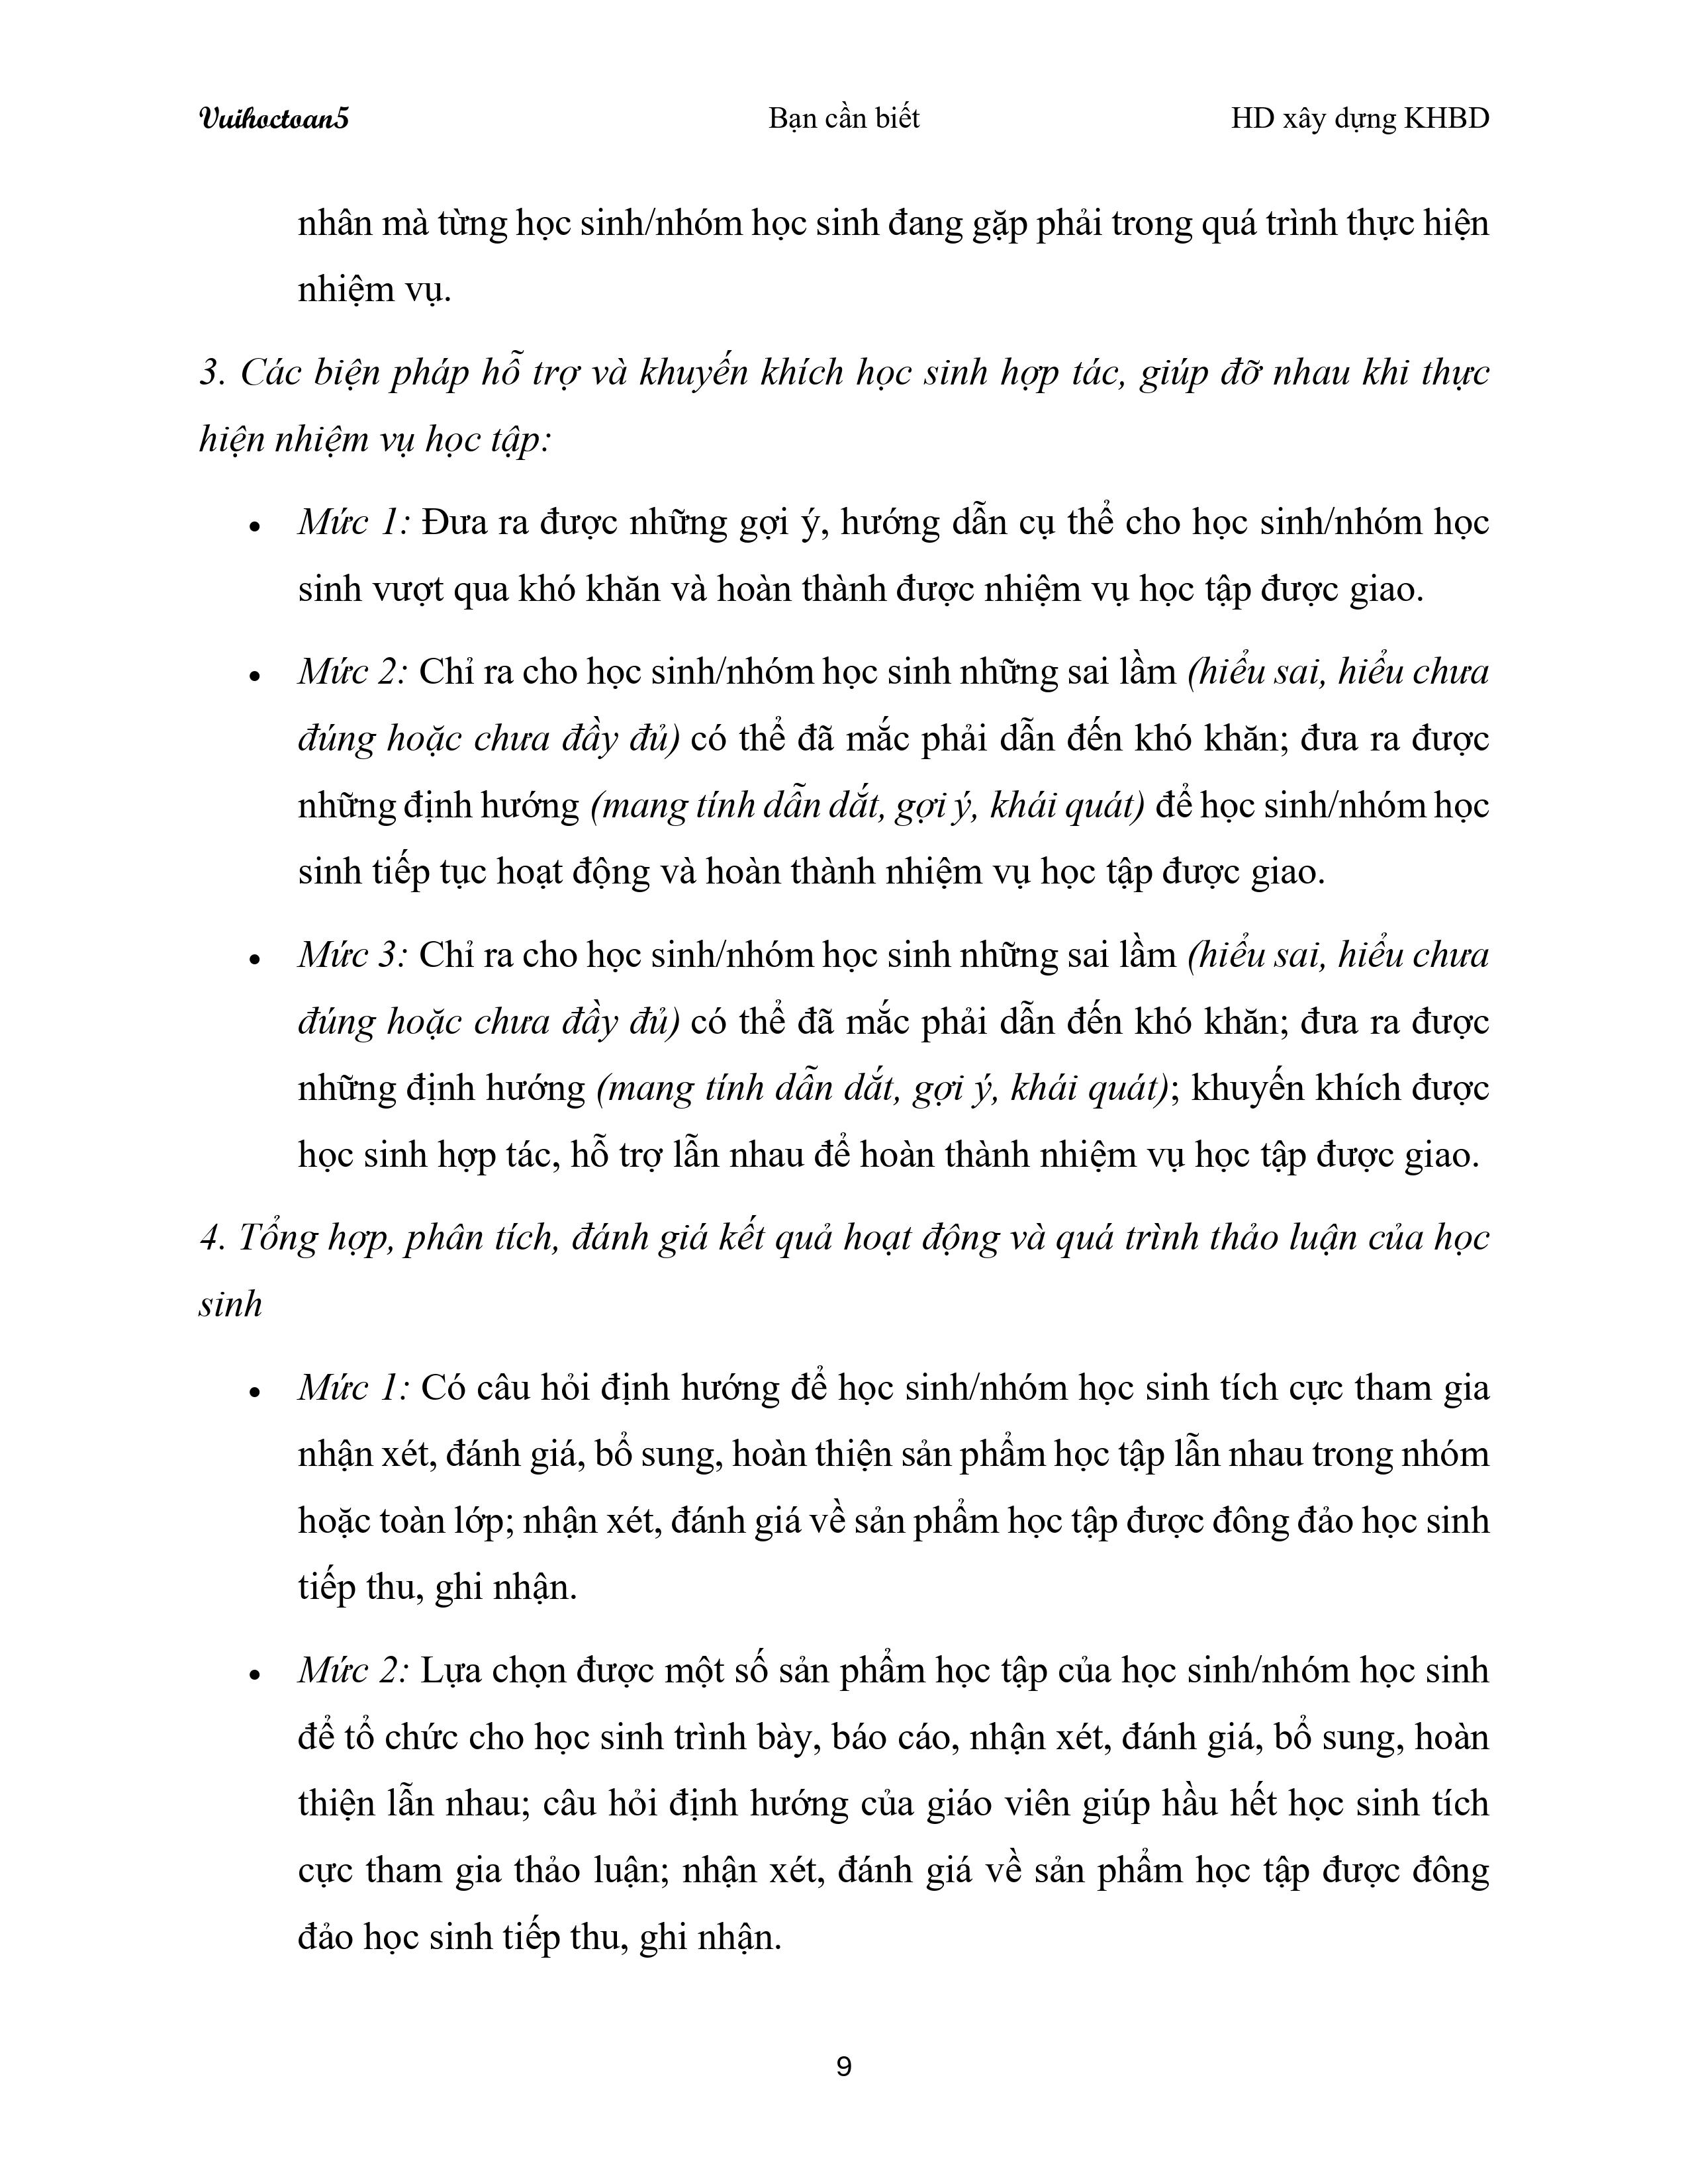 Vuihoctoan5 Bạn cần biết HD xây dựng KHBD
nhân mà từng học sinh/nhóm học sinh đang gặp phải trong quá trình thực hiện
nhiệm vụ.
3. Các biện pháp hỗ trợ và khuyến khích học sinh hợp tác, giúp đỡ nhau khi thực
hiện nhiệm vụ học tập:
• Mức 1: Đưa ra được những gợi ý, hướng dẫn cụ thể cho học sinh/nhóm học
sinh vượt qua khó khăn và hoàn thành được nhiệm vụ học tập được giao.
• Mức 2: Chỉ ra cho học sinh/nhóm học sinh những sai lầm (hiểu sai, hiểu chưa
đúng hoặc chưa đầy đủ) có thể đã mắc phải dẫn đến khó khăn; đưa ra được
những định hướng (mang tính dẫn dắt, gợi ý, khái quát) để học sinh/nhóm học
sinh tiếp tục hoạt động và hoàn thành nhiệm vụ học tập được giao.
• Mức 3: Chỉ ra cho học sinh/nhóm học sinh những sai lầm (hiểu sai, hiểu chưa
đúng hoặc chưa đầy đủ) có thể đã mắc phải dẫn đến khó khăn; đưa ra được
những định hướng (mang tính dẫn dắt, gợi ý, khái quát); khuyến khích được
học sinh hợp tác, hỗ trợ lẫn nhau để hoàn thành nhiệm vụ học tập được giao.
4. Tổng hợp, phân tích, đánh giá kết quả hoạt động và quá trình thảo luận của học
sinh
• Mức 1: Có câu hỏi định hướng để học sinh/nhóm học sinh tích cực tham gia
nhận xét, đánh giá, bổ sung, hoàn thiện sản phẩm học tập lẫn nhau trong nhóm
hoặc toàn lớp; nhận xét, đánh giá về sản phẩm học tập được đông đảo học sinh
tiếp thu, ghi nhận.
• Mức 2: Lựa chọn được một số sản phẩm học tập của học sinh/nhóm học sinh
để tổ chức cho học sinh trình bày, báo cáo, nhận xét, đánh giá, bổ sung, hoàn
thiện lẫn nhau; câu hỏi định hướng của giáo viên giúp hầu hết học sinh tích
cực tham gia thảo luận; nhận xét, đánh giá về sản phẩm học tập được đông
đảo học sinh tiếp thu, ghi nhận.
9